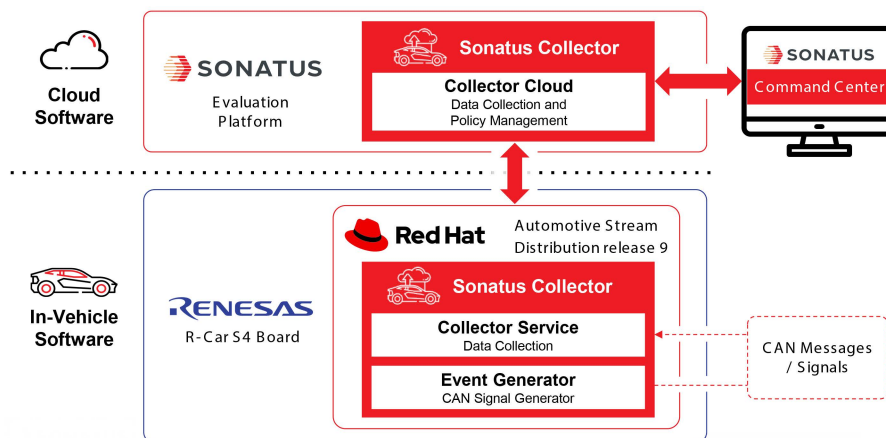 Cloud
Software
SONATUS
Evaluation
Platform
Sonatus Collector
Collector Cloud
Data Collection and
Policy Management
SONATUS
Command Center
In-Vehicle
Software
RENESAS
R-Car S4 Board
Red Hat
Automotive Stream
Distribution release 9
Sonatus Collector
Collector Service
Data Collection
Event Generator
CAN Signal Generator
CAN Messages
/ Signals